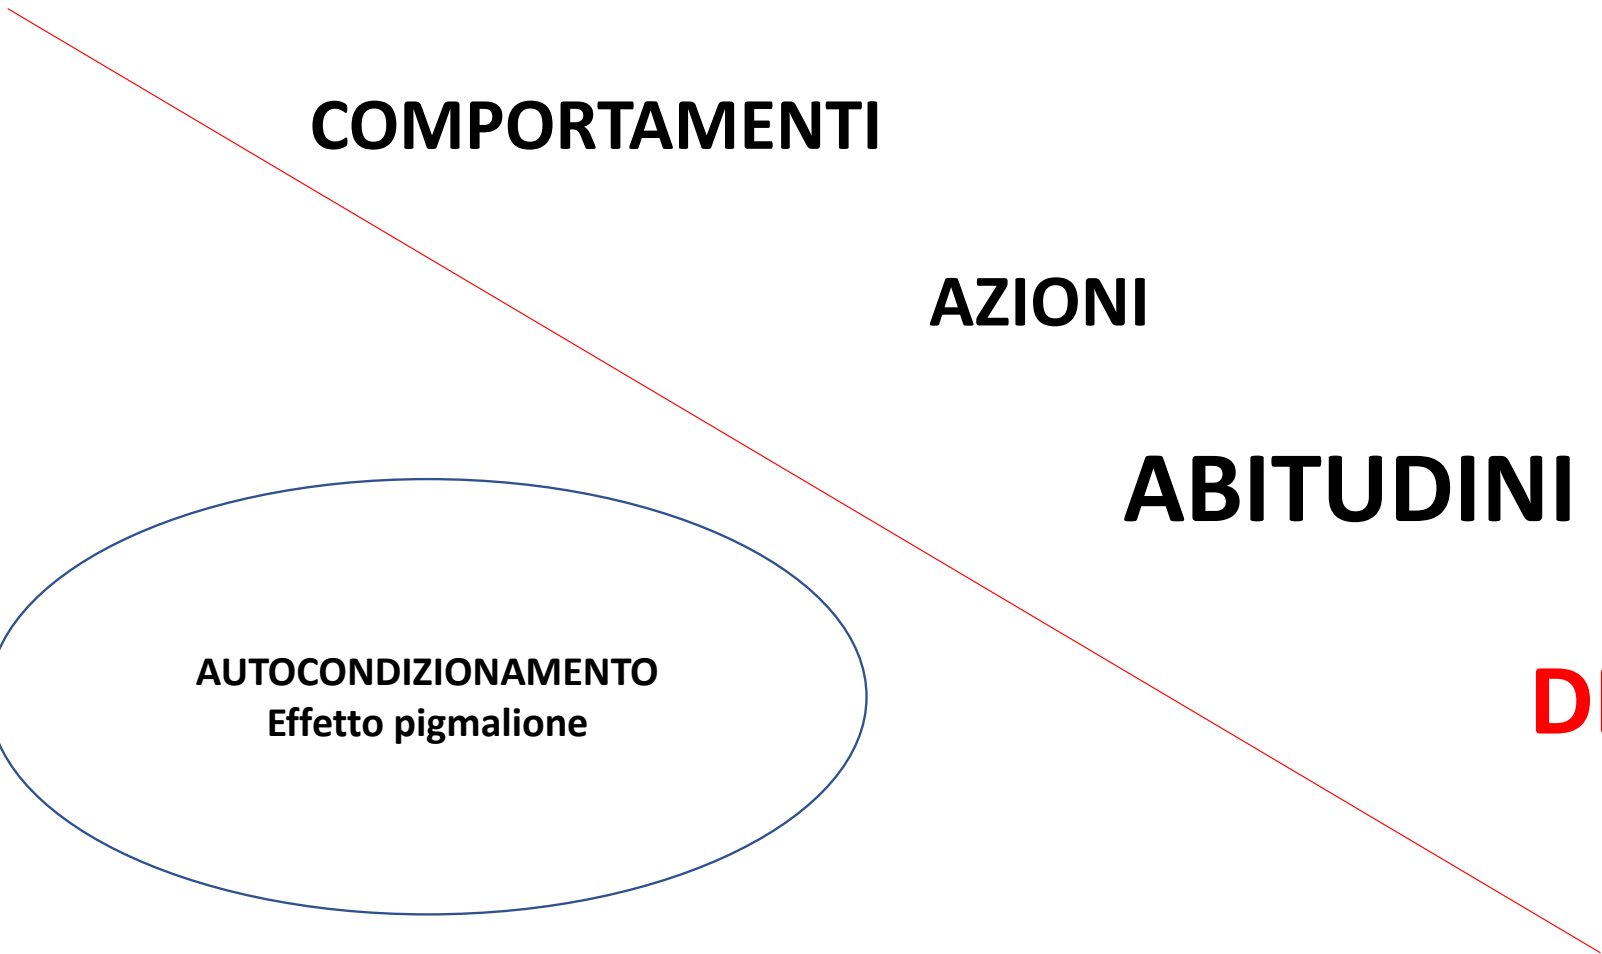 COMPORTAMENTI
AZIONI
ABITUDINI
AUTOCONDIZIONAMENTO
Effetto pigmalione